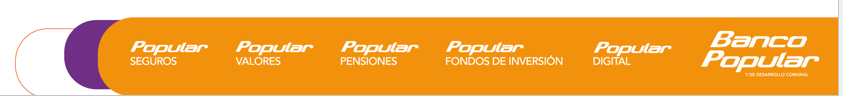 Popular
SEGUROS
Popular
VALORES
Popular
PENSIONES
Popular
FONDOS DE INVERSIÓN
Popular
DIGITAL
Banco
Popular
Y DE DESARROLLO COMUNAL